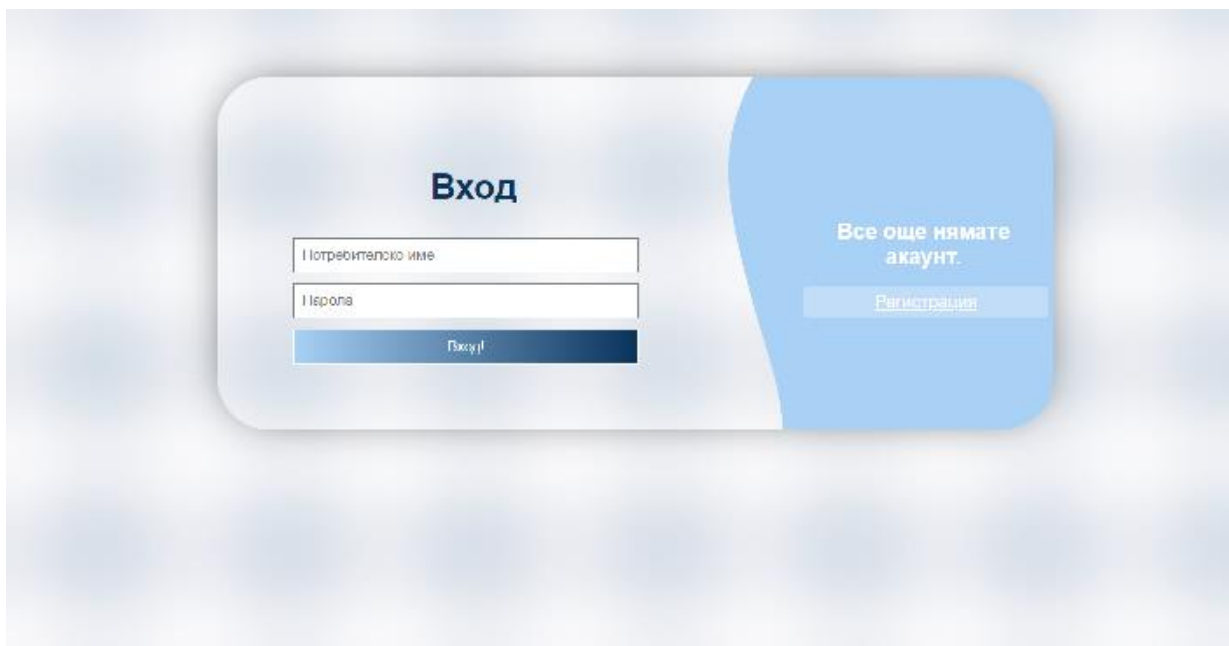 Вход
Потребителско име
Парола
Вход!
Все още нямате
акаунт.
Регистрация